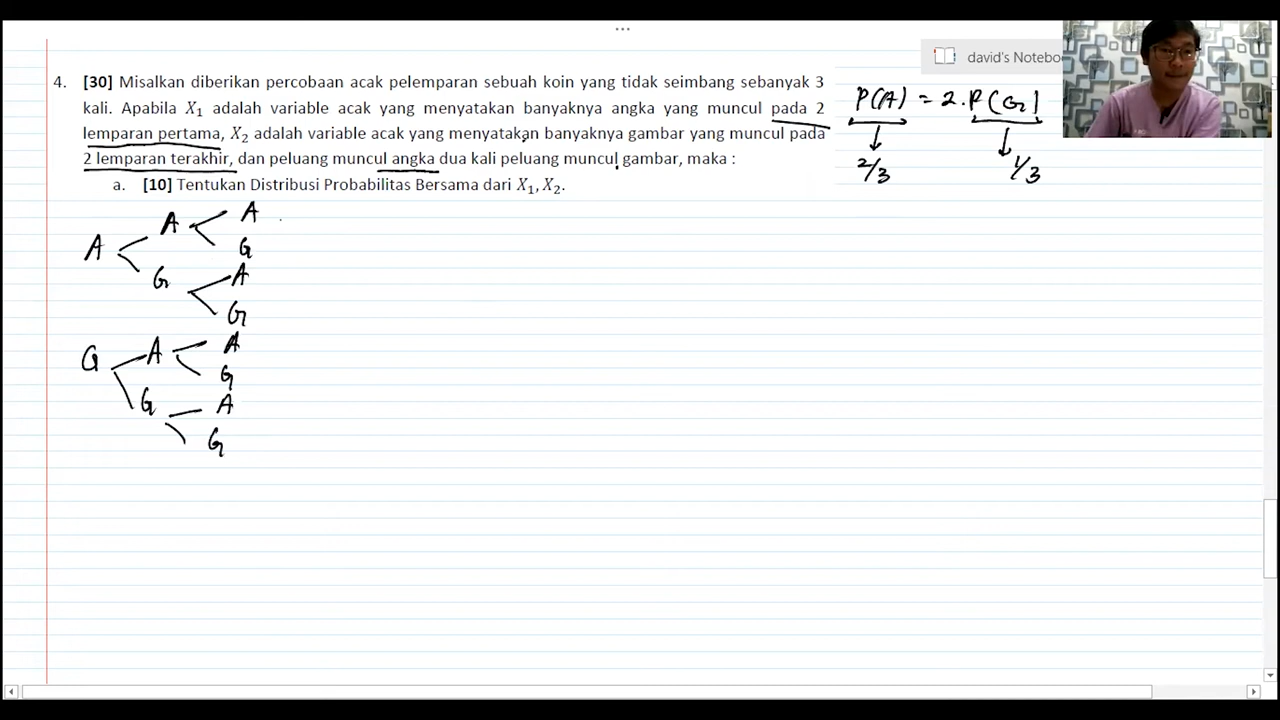 ...
david's Notebo
4. [30] Misalkan diberikan percobaan acak pelemparan sebuah koin yang tidak seimbang sebanyak 3
kali. Apabila X₁ adalah variable acak yang menyatakan banyaknya angka yang muncul pada 2
lemparan pertama, X₂ adalah variable acak yang menyatakan banyaknya gambar yang muncul pada
2 lemparan terakhir, dan peluang muncul angka dua kali peluang muncul gambar, maka :
a. [10] Tentukan Distribusi Probabilitas Bersama dari X₁, X₂.
P(A) = 2.P(G)
2/3 1/3
A
A
A
G
G
A
G
A
G
A
G
G
A
G